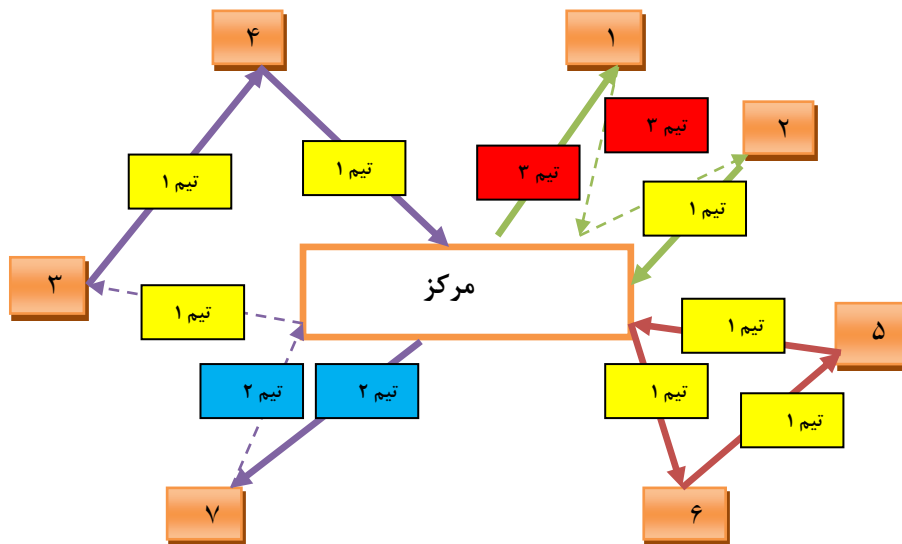 ۴
۱
تیم ۳
۲
تیم ۱
تیم ۱
تیم ۳
تیم ۱
۳
مرکز
تیم ۱
تیم ۱
۵
تیم ۲
تیم ۲
تیم ۱
تیم ۱
۷
۶